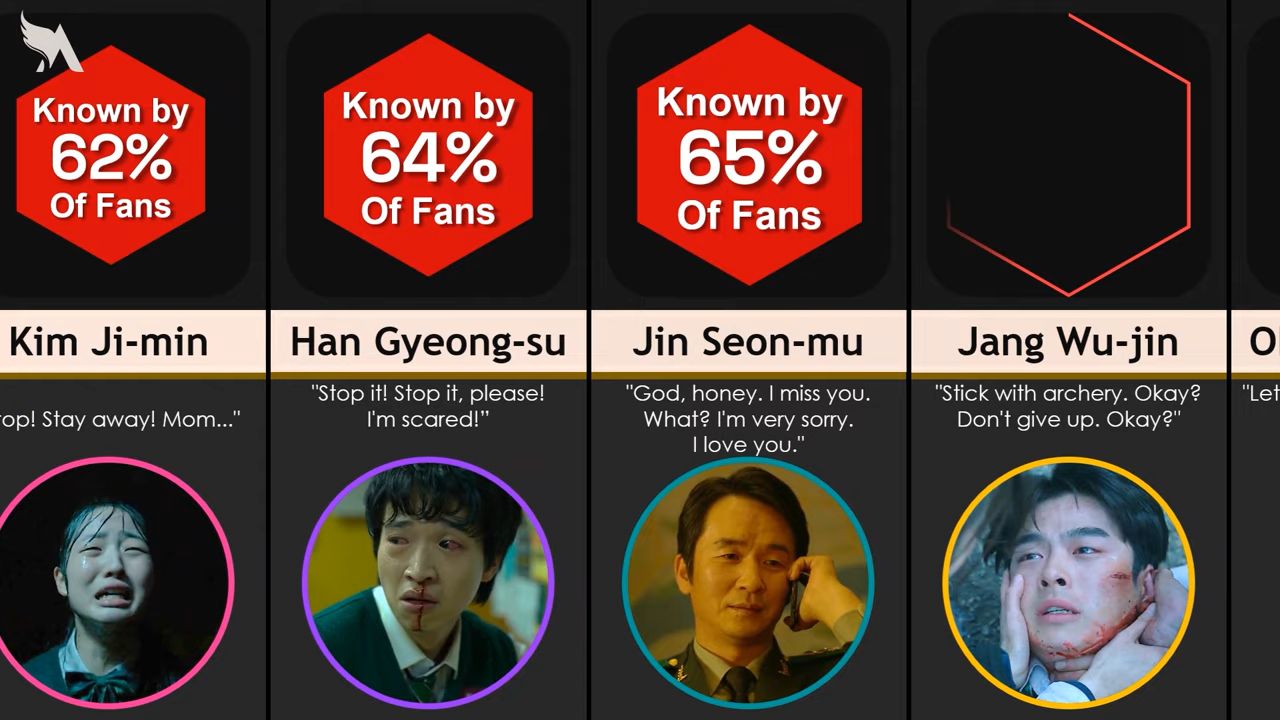 Known by
62%
Of Fans
Kim Ji-min
op! Stay away! Mom..."
Known by
64%
Of Fans
Han Gyeong-su
"Stop it! Stop it, please!
I'm scared!”
Known by
65%
Of Fans
Jin Seon-mu
"God, honey. I miss you.
What? I'm very sorry.
I love you."
Jang Wu-jin
"Stick with archery. Okay?
Don't give up. Okay?"
"Let